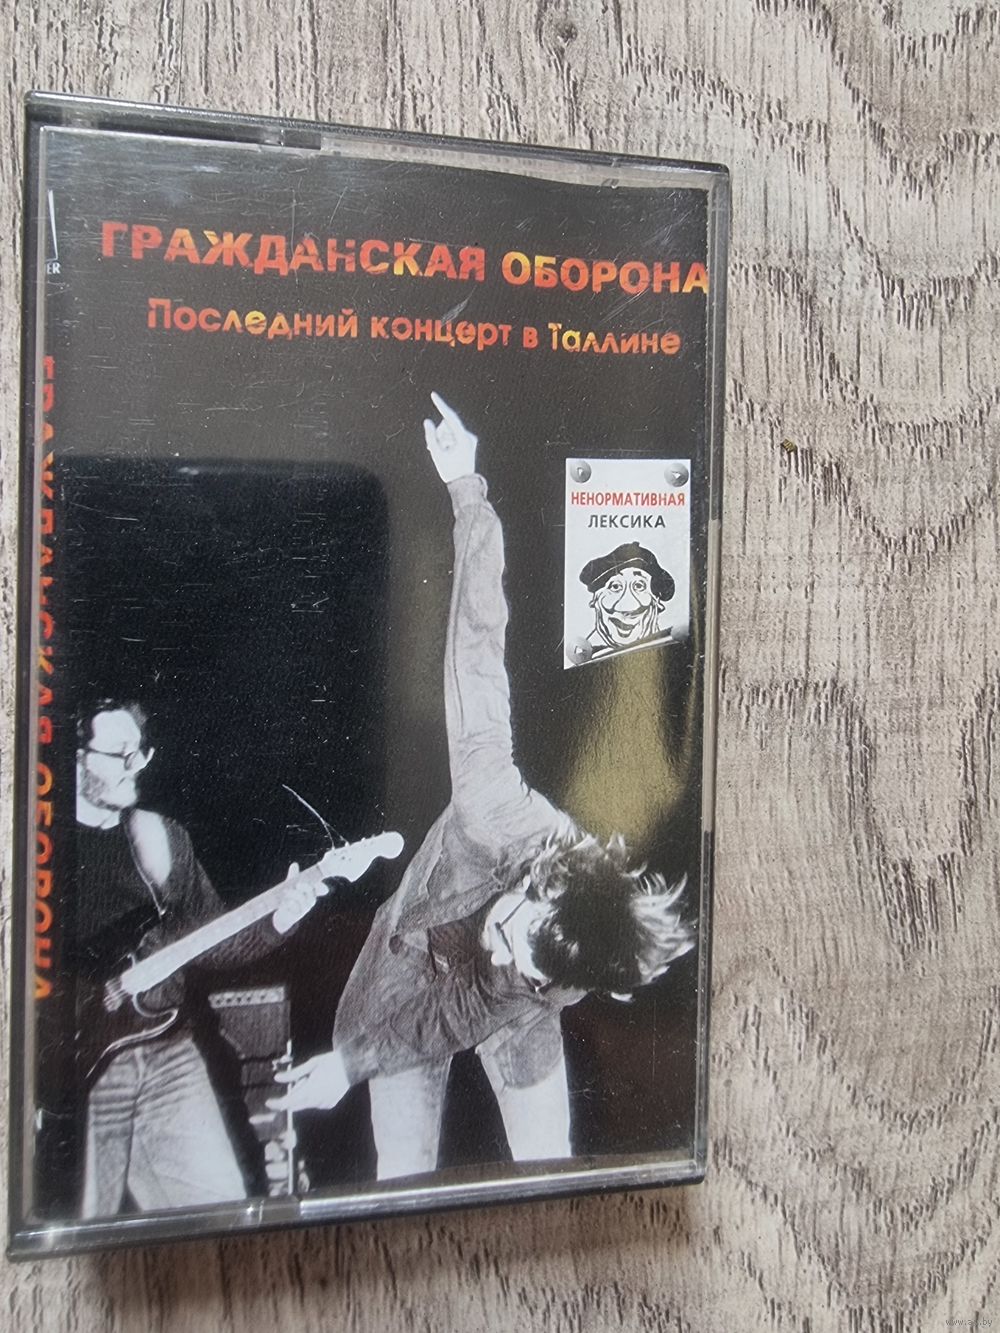 ГРАЖДАНСКАЯ ОБОРОНА
Последний концерт в Таллине
НЕНОРМАТИВНАЯ
ЛЕКСИКА
ГРАЖДАНСКАЯ ОБОРОНА